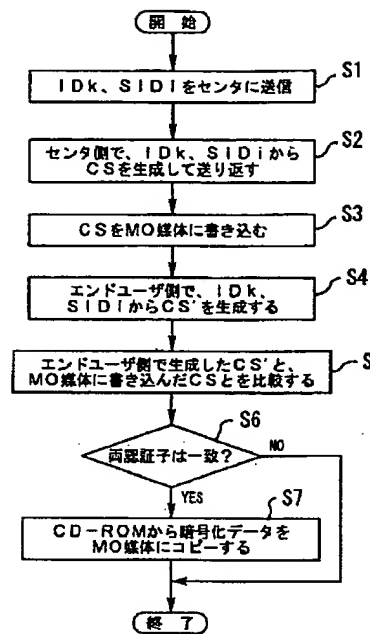 開始
IDk、SIDiをセンタに送信
S1
センタ側で、IDk、SIDiから
CSを生成して送り返す
S2
CSをMO媒体に書き込む
S3
エンドユーザ側で、IDk、
SIDiからCS'を生成する
S4
エンドユーザ側で生成したCS'と、
MO媒体に書き込んだCSとを比較する
S
両認証子は一致?
S6
NO
YES
S7
CD-ROMから暗号化データを
MO媒体にコピーする
終了